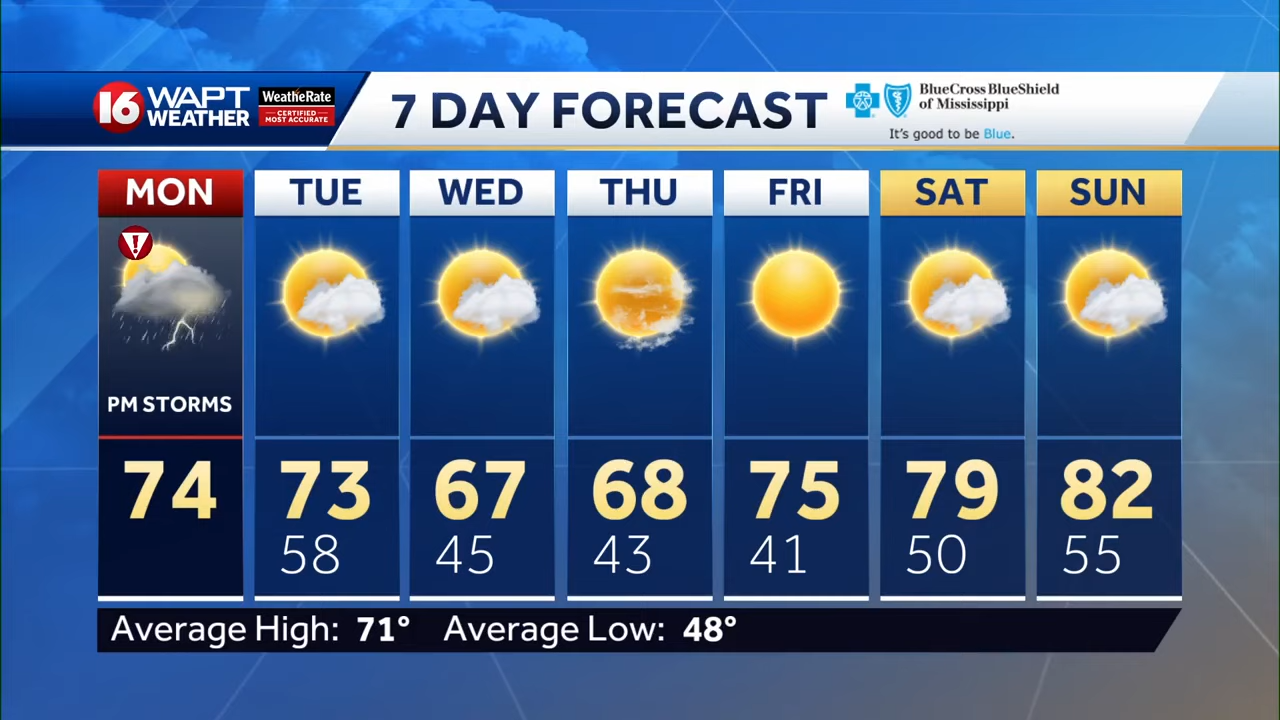 16 WAPT WEATHER
WeatheRate
CERTIFIED
MOST ACCURATE
7 DAY FORECAST
BlueCross BlueShield
of Mississippi
It's good to be Blue.
MON TUE WED THU FRI SAT SUN
PM STORMS
74 73 67 68 75 79 82
58 45 43 41 50 55
Average High: 71° Average Low: 48°